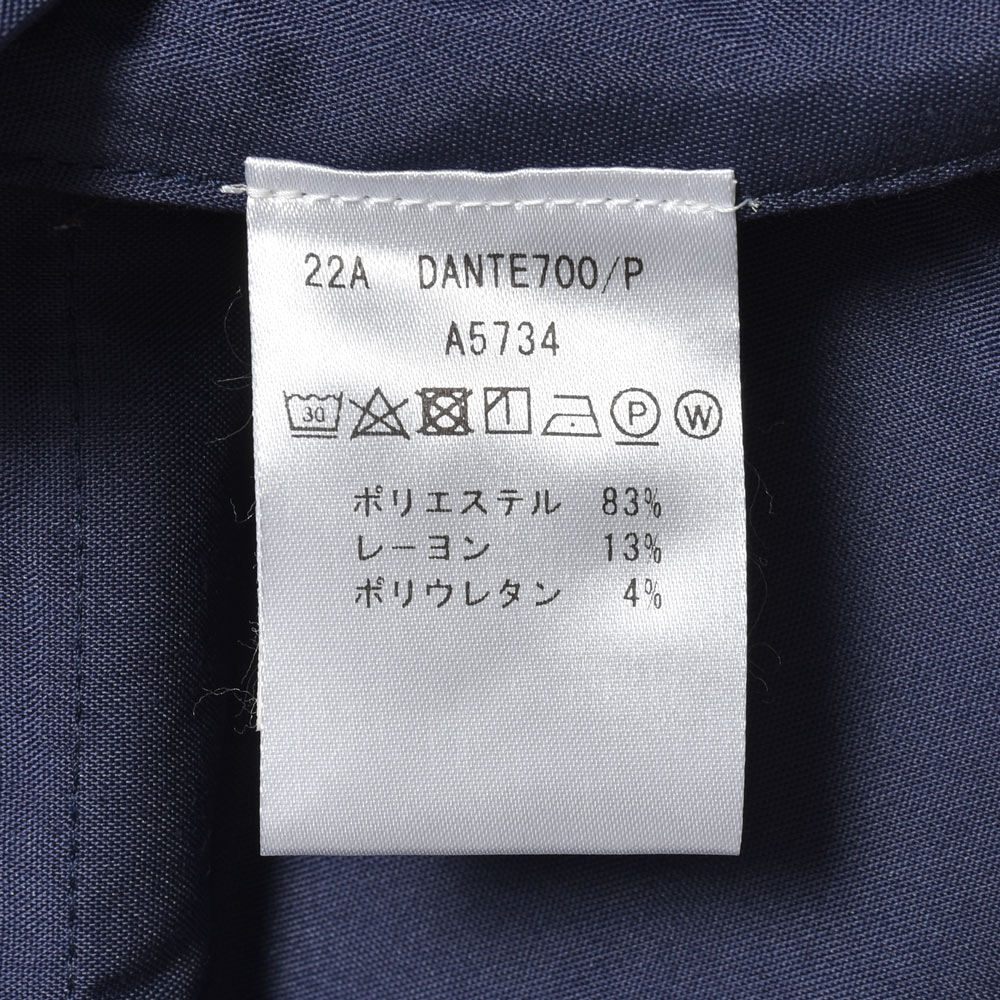 22A DANTE700/P
A5734
30 P W
ポリエステル 83%
レーヨン 13%
ポリウレタン 4%